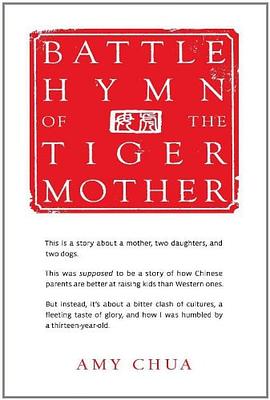 BATTLE
HYMN
OF THE
TIGER
MOTHER
This is a story about a mother, two daughters, and
two dogs.
This was supposed to be a story of how Chinese
parents are better at raising kids than Western ones.
But instead, it's about a bitter clash of cultures, a
fleeting taste of glory, and how I was humbled by
a thirteen-year-old.
AMY CHUA